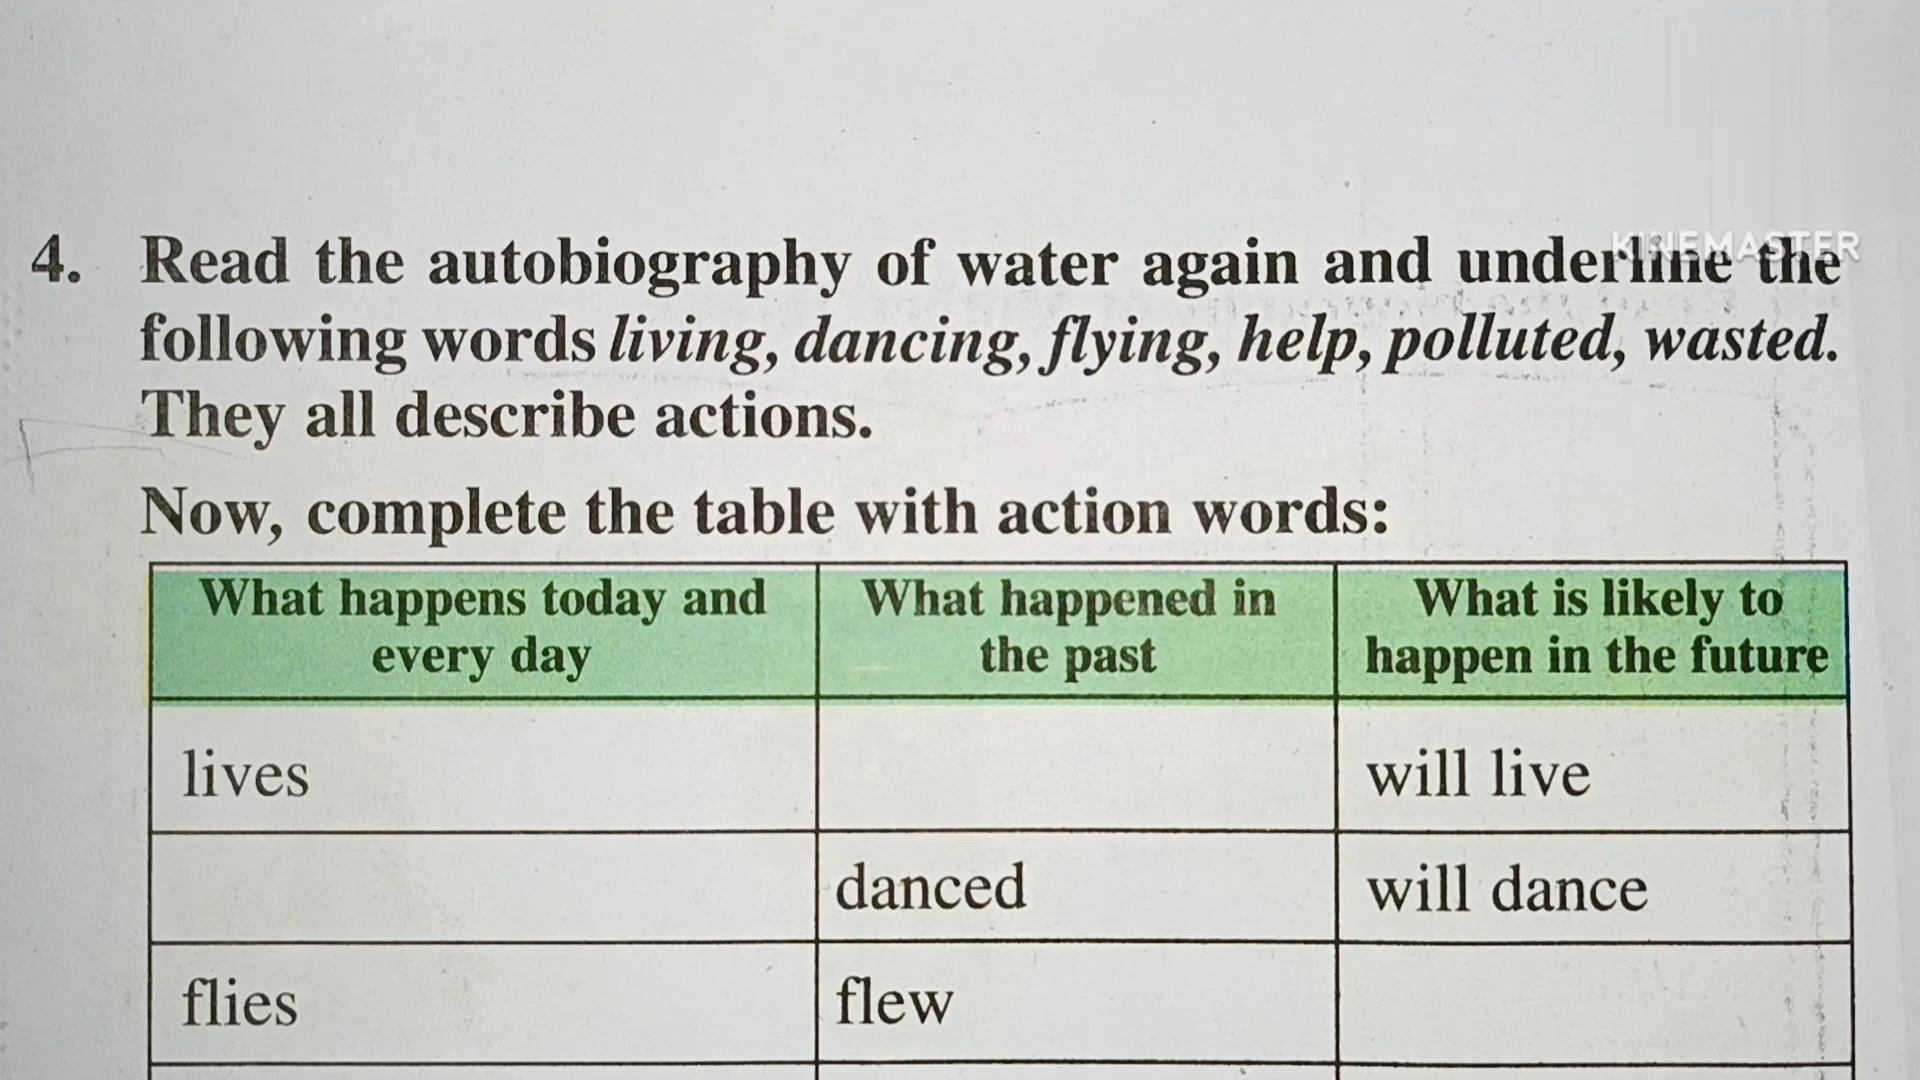 KINEMASTER
4. Read the autobiography of water again and underline the
following words living, dancing, flying, help, polluted, wasted.
They all describe actions.
Now, complete the table with action words:
What happens today and every day | What happened in the past | What is likely to happen in the future
lives | | will live
| danced | will dance
flies | flew |